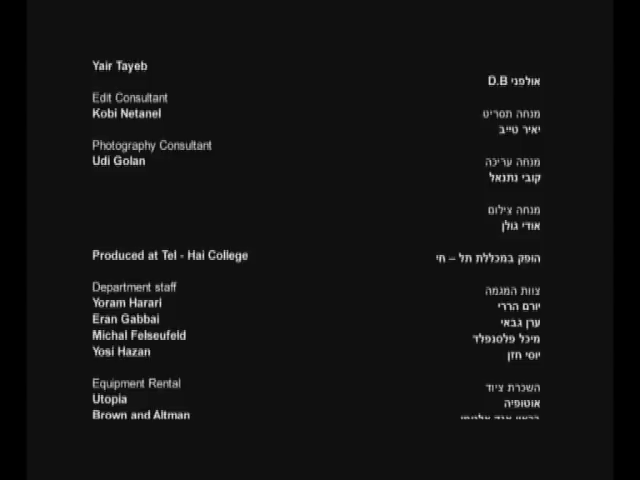 Yair Tayeb
אולפני D.B
Edit Consultant
Kobi Netanel
מנחה תסריט
יאיר טייב
Photography Consultant
Udi Golan
מנחה עריכה
קובי נתנאל
מנחה צילום
אודי גולן
Produced at Tel - Hai College
הופק במכללת תל – חי
Department staff
Yoram Harari
Eran Gabbai
Michal Felseufeld
Yosi Hazan
צוות המגמה
יורם הררי
ערן גבאי
מיכל פלסנפלד
יוסי חזן
Equipment Rental
Utopia
Brown and Altman
השכרת ציוד
אוטופיה